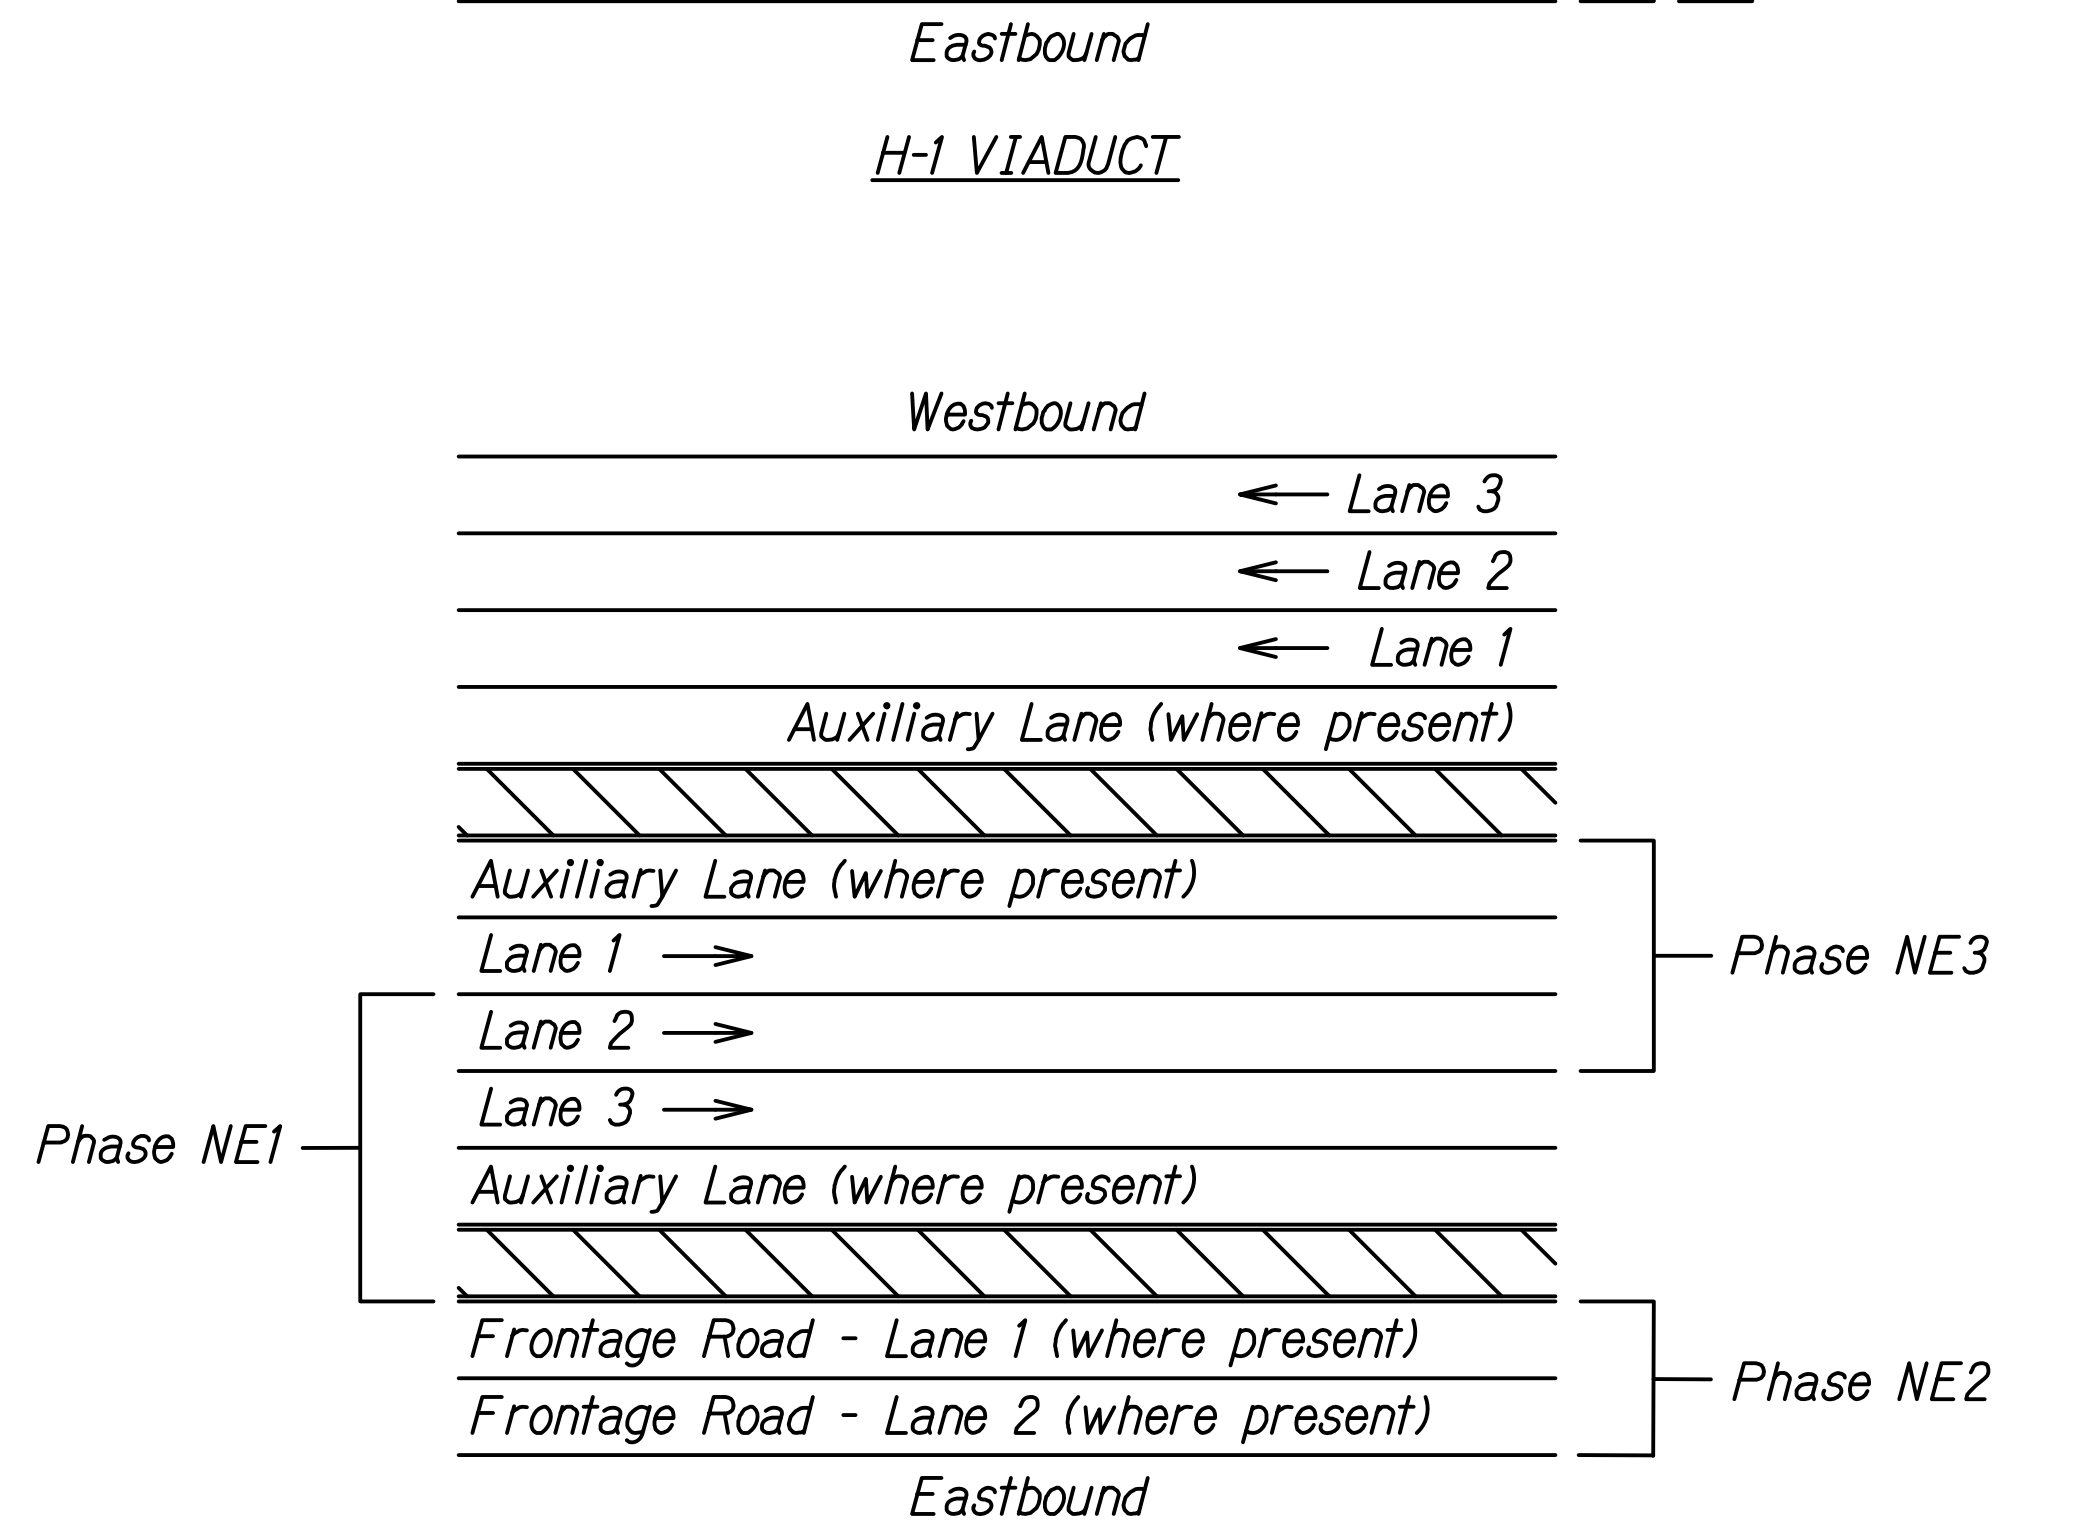 Eastbound
H-1 VIADUCT
Westbound
Lane 3
Lane 2
Lane 1
Auxiliary Lane (where present)
Auxiliary Lane (where present)
Lane 1
Phase NE3
Lane 2
Lane 3
Phase NE1
Auxiliary Lane (where present)
Frontage Road - Lane 1 (where present)
Phase NE2
Frontage Road - Lane 2 (where present)
Eastbound